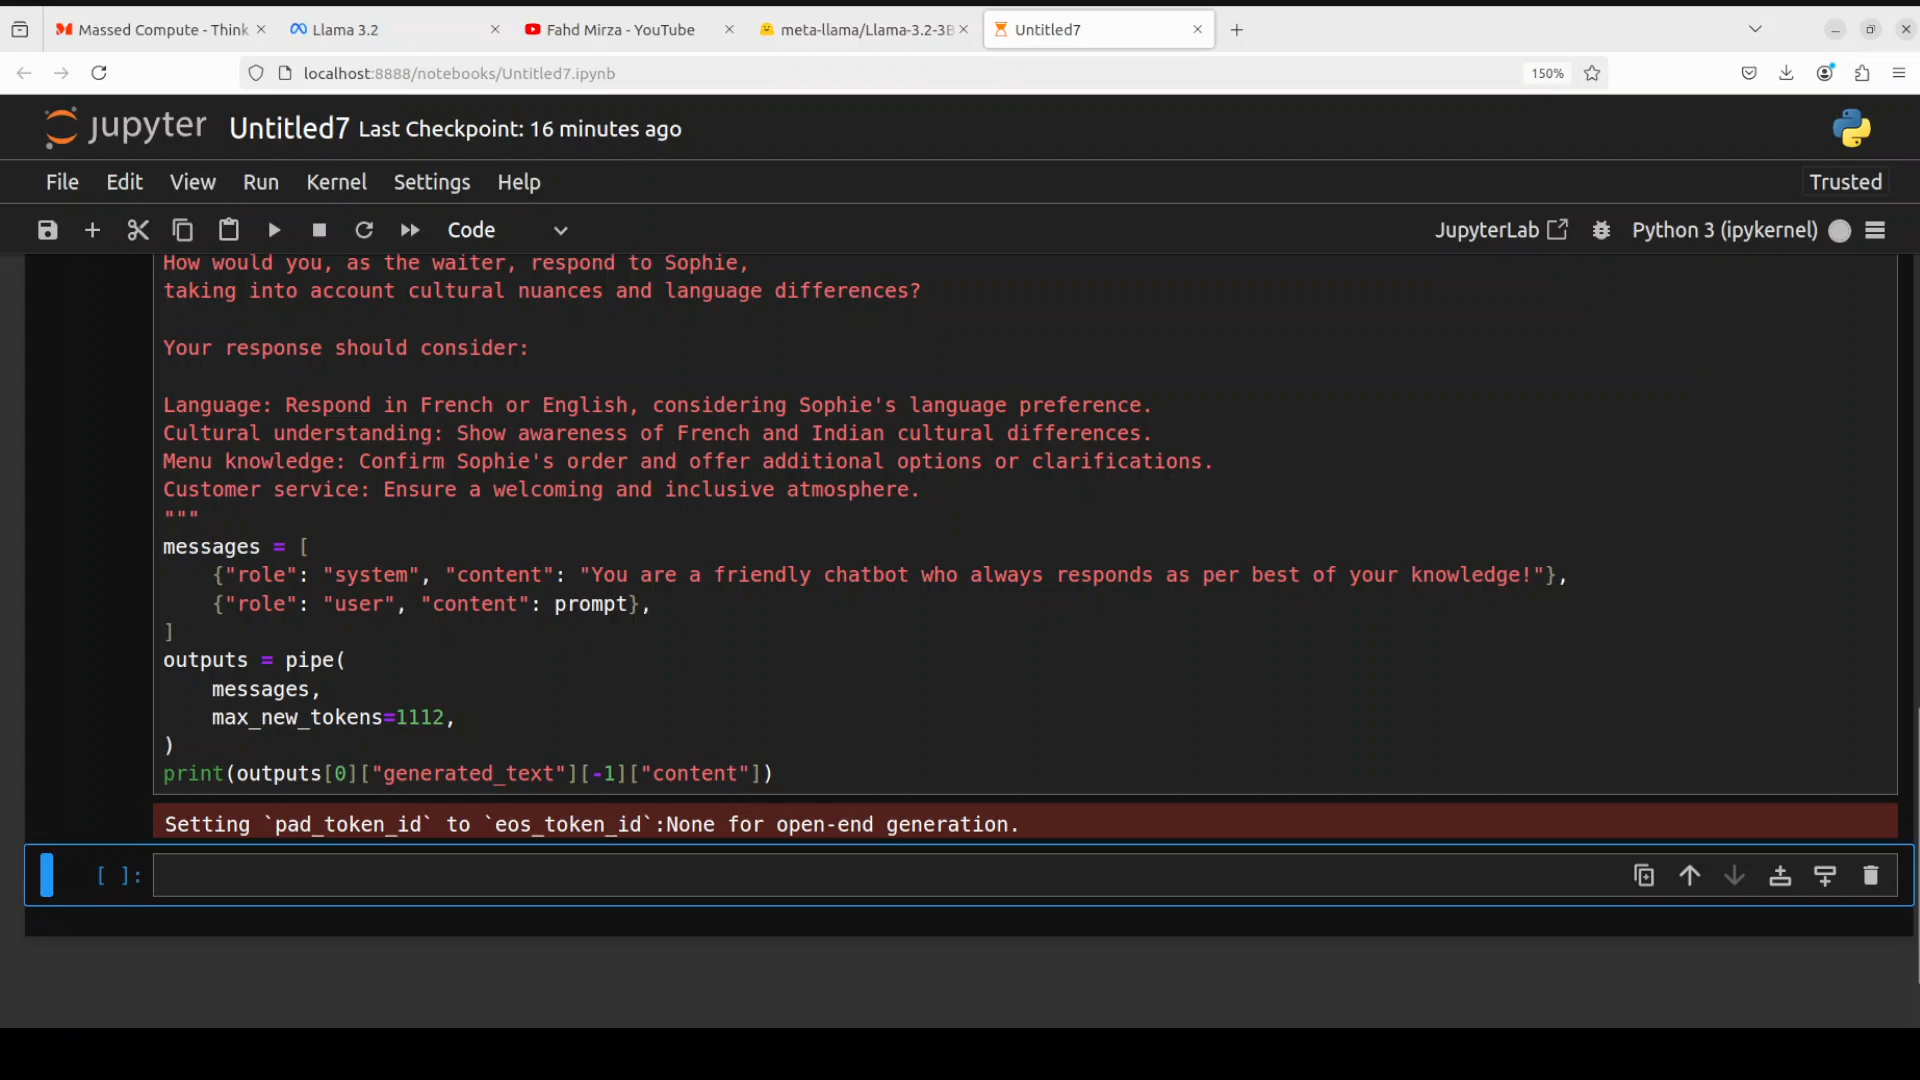 Massed Compute - Think
Llama 3.2
Fahd Mirza - YouTube
meta-llama/Llama-3.2-3B
Untitled7
localhost:8888/notebooks/Untitled7.ipynb
150%
jupyter Untitled7 Last Checkpoint: 16 minutes ago
File Edit View Run Kernel Settings Help
Trusted
Code
JupyterLab
Python 3 (ipykernel)
How would you, as the waiter, respond to Sophie,
taking into account cultural nuances and language differences?
Your response should consider:
Language: Respond in French or English, considering Sophie's language preference.
Cultural understanding: Show awareness of French and Indian cultural differences.
Menu knowledge: Confirm Sophie's order and offer additional options or clarifications.
Customer service: Ensure a welcoming and inclusive atmosphere.
"""
messages = [
{"role": "system", "content": "You are a friendly chatbot who always responds as per best of your knowledge!"},
{"role": "user", "content": prompt},
]
outputs = pipe(
messages,
max_new_tokens=1112,
)
print(outputs[0]["generated_text"][-1]["content"])
Setting `pad_token_id` to `eos_token_id`:None for open-end generation.
[ ]: